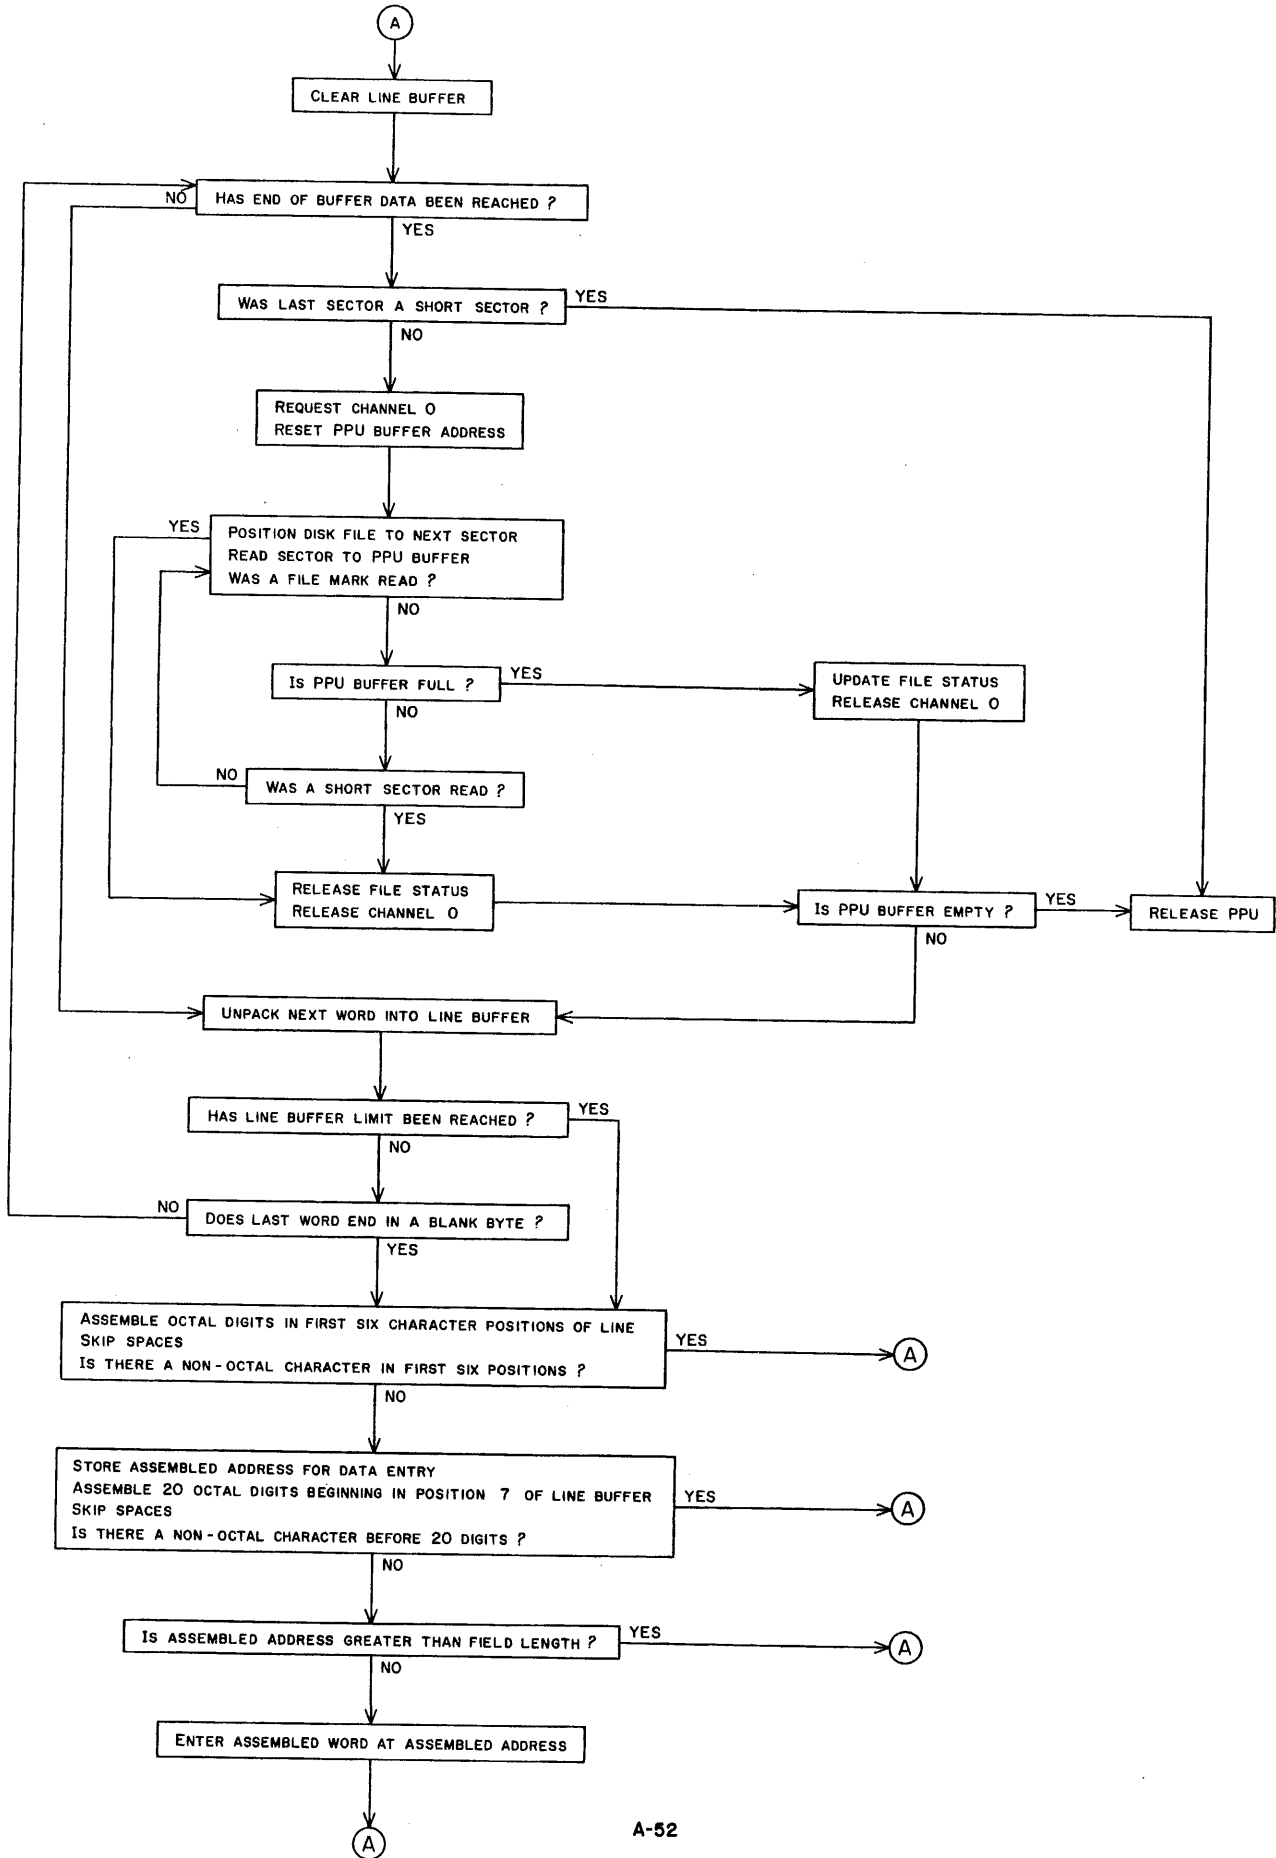 A
CLEAR LINE BUFFER
HAS END OF BUFFER DATA BEEN REACHED ?
NO
YES
WAS LAST SECTOR A SHORT SECTOR ?
YES
NO
REQUEST CHANNEL 0
RESET PPU BUFFER ADDRESS
YES
POSITION DISK FILE TO NEXT SECTOR
READ SECTOR TO PPU BUFFER
WAS A FILE MARK READ ?
NO
IS PPU BUFFER FULL ?
YES
UPDATE FILE STATUS
RELEASE CHANNEL 0
NO
NO
WAS A SHORT SECTOR READ ?
YES
RELEASE FILE STATUS
RELEASE CHANNEL 0
IS PPU BUFFER EMPTY ?
YES
RELEASE PPU
NO
UNPACK NEXT WORD INTO LINE BUFFER
HAS LINE BUFFER LIMIT BEEN REACHED ?
YES
NO
NO
DOES LAST WORD END IN A BLANK BYTE ?
YES
ASSEMBLE OCTAL DIGITS IN FIRST SIX CHARACTER POSITIONS OF LINE
SKIP SPACES
IS THERE A NON-OCTAL CHARACTER IN FIRST SIX POSITIONS ?
YES
A
NO
STORE ASSEMBLED ADDRESS FOR DATA ENTRY
ASSEMBLE 20 OCTAL DIGITS BEGINNING IN POSITION 7 OF LINE BUFFER
SKIP SPACES
IS THERE A NON-OCTAL CHARACTER BEFORE 20 DIGITS ?
YES
A
NO
IS ASSEMBLED ADDRESS GREATER THAN FIELD LENGTH ?
YES
A
NO
ENTER ASSEMBLED WORD AT ASSEMBLED ADDRESS
A
A-52